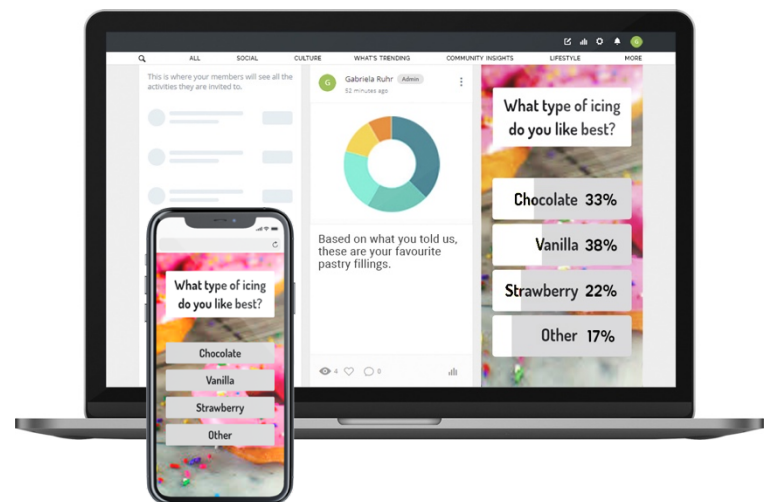 G
ALL SOCIAL CULTURE WHAT'S TRENDING COMMUNITY INSIGHTS LIFESTYLE MORE
This is where your members will see all the
activities they are invited to.
G
Gabriela Ruhr Admin
52 minutes ago
Based on what you told us,
these are your favourite
pastry fillings.
4 0
What type of icing
do you like best?
Chocolate 33%
Vanilla 38%
Strawberry 22%
Other 17%
What type of icing
do you like best?
Chocolate
Vanilla
Strawberry
Other